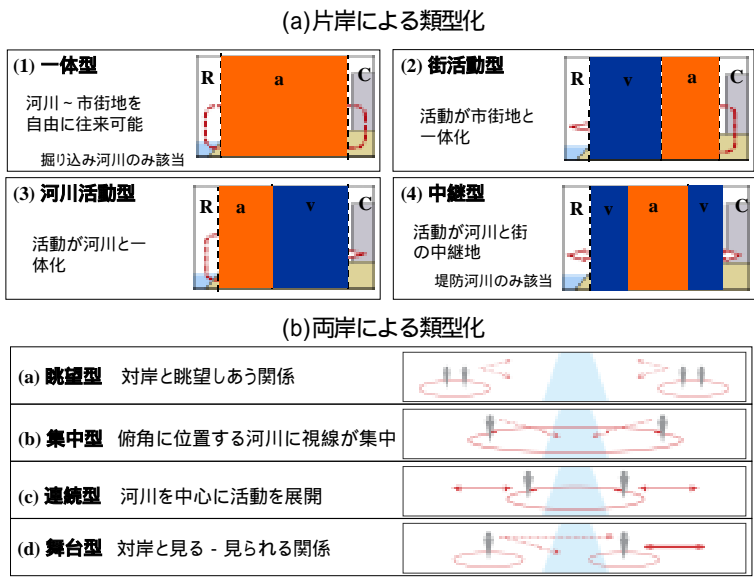 (a)片岸による類型化
(1) 一体型
河川~市街地を
自由に往来可能
掘り込み河川のみ該当
R a C
(2) 街活動型
活動が市街地と
一体化
R v a C
(3) 河川活動型
活動が河川と一
体化
R a v C
(4) 中継型
活動が河川と街
の中継地
堤防河川のみ該当
R v a v C
(b)両岸による類型化
(a) 眺望型 対岸と眺望しあう関係
(b) 集中型 俯角に位置する河川に視線が集中
(c) 連続型 河川を中心に活動を展開
(d) 舞台型 対岸と見る - 見られる関係